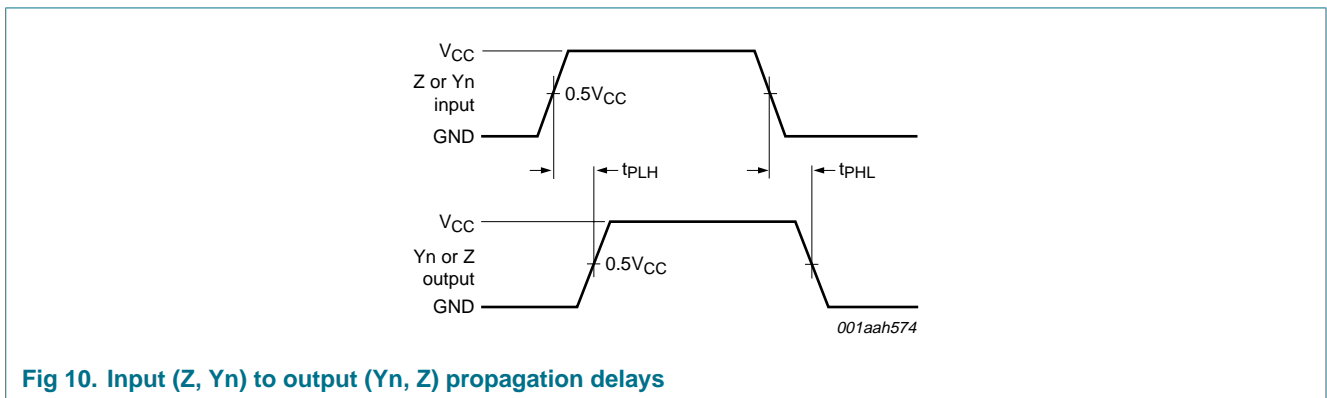 VCC
Z or Yn
input
0.5VCC
GND
tPLH
tPHL
VCC
Yn or Z
output
0.5VCC
GND
001aah574
Fig 10. Input (Z, Yn) to output (Yn, Z) propagation delays